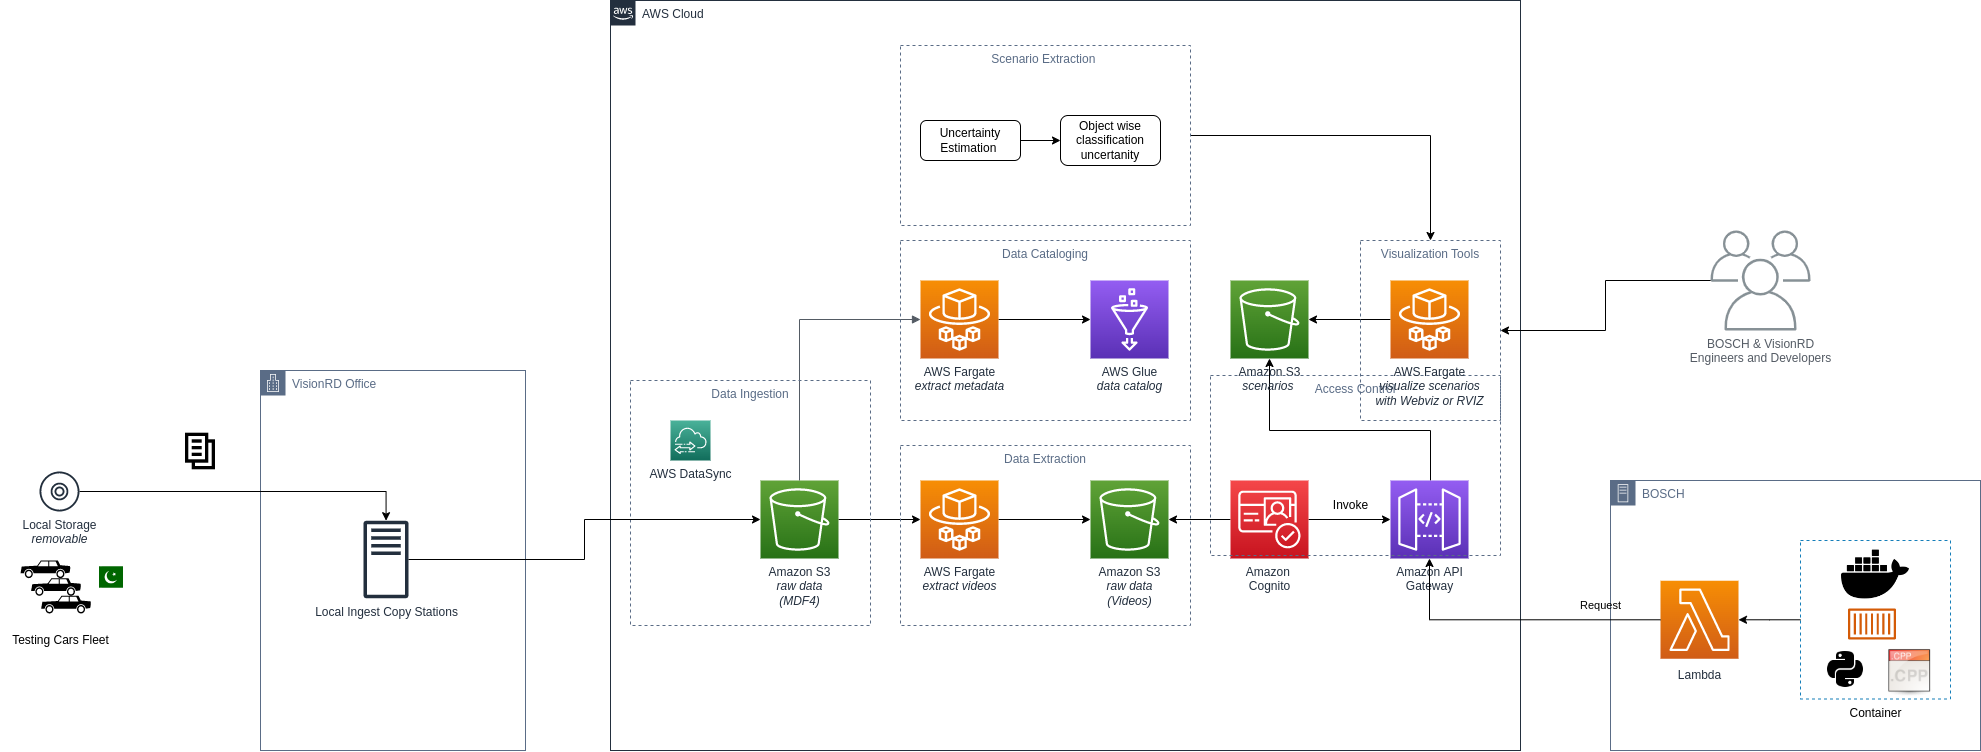 aws
AWS Cloud
Scenario Extraction
Uncertainty
Estimation
Object wise
classification
uncertanity
Data Cataloging
Visualization Tools
AWS Fargate
extract metadata
AWS Glue
data catalog
Amazon S3
scenarios
AWS Fargate
visualize scenarios
with Webviz or RVIZ
Access Control
BOSCH & VisionRD
Engineers and Developers
VisionRD Office
Data Ingestion
AWS DataSync
Data Extraction
Amazon S3
raw data
(MDF4)
AWS Fargate
extract videos
Amazon S3
raw data
(Videos)
Amazon
Cognito
Invoke
Amazon API
Gateway
Local Storage
removable
Local Ingest Copy Stations
Testing Cars Fleet
BOSCH
Request
Lambda
CPP
.CPP
Container